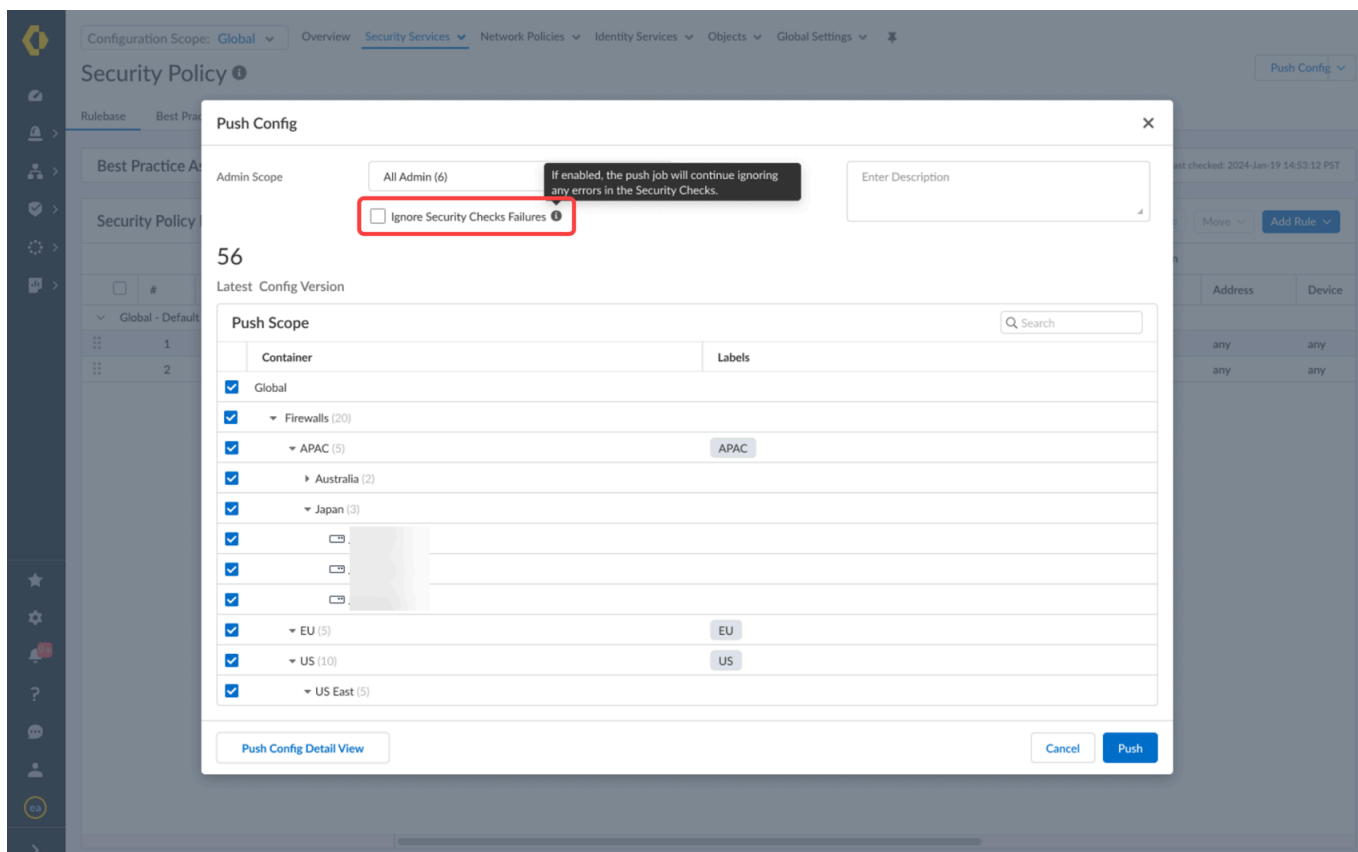 Configuration Scope: Global
Overview
Security Services
Network Policies
Identity Services
Objects
Global Settings
Security Policy
Push Config
Rulebase
Best Prac
Push Config
Best Practice As
ast checked: 2024-Jan-19 14:53:12 PST
Admin Scope
All Admin (6)
If enabled, the push job will continue ignoring
any errors in the Security Checks.
Enter Description
Ignore Security Checks Failures
Security Policy
Move
Add Rule
56
Latest Config Version
#
Address
Device
Global - Default
Push Scope
Search
1
any
any
Container
Labels
2
any
any
Global
Firewalls (20)
APAC (5)
APAC
Australia (2)
Japan (3)
EU (5)
EU
US (10)
US
US East (5)
?
Push Config Detail View
Cancel
Push
ea